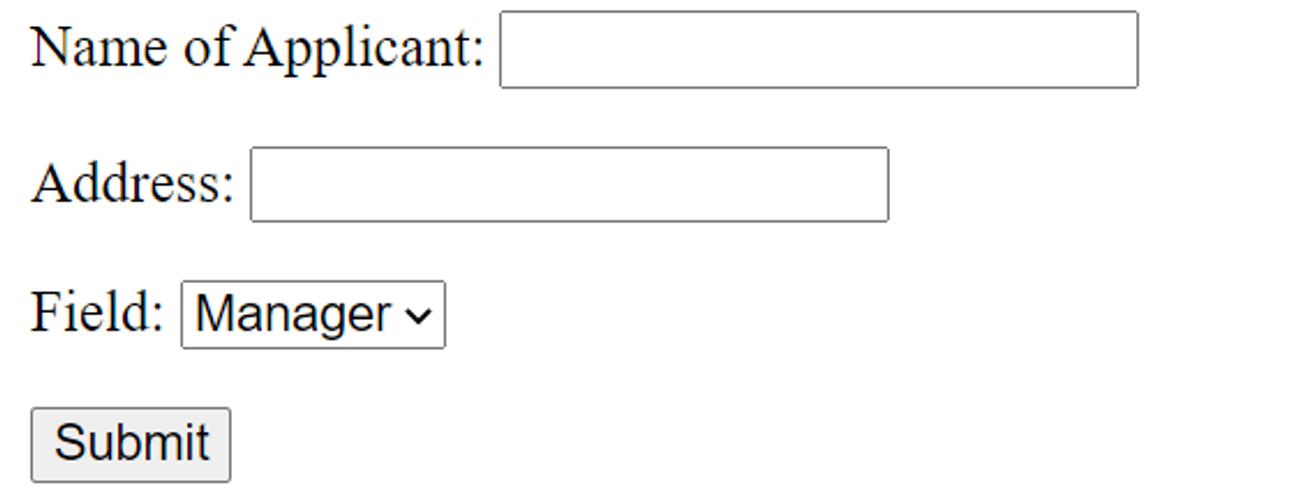 Name of Applicant:
Address:
Field: Manager
Submit